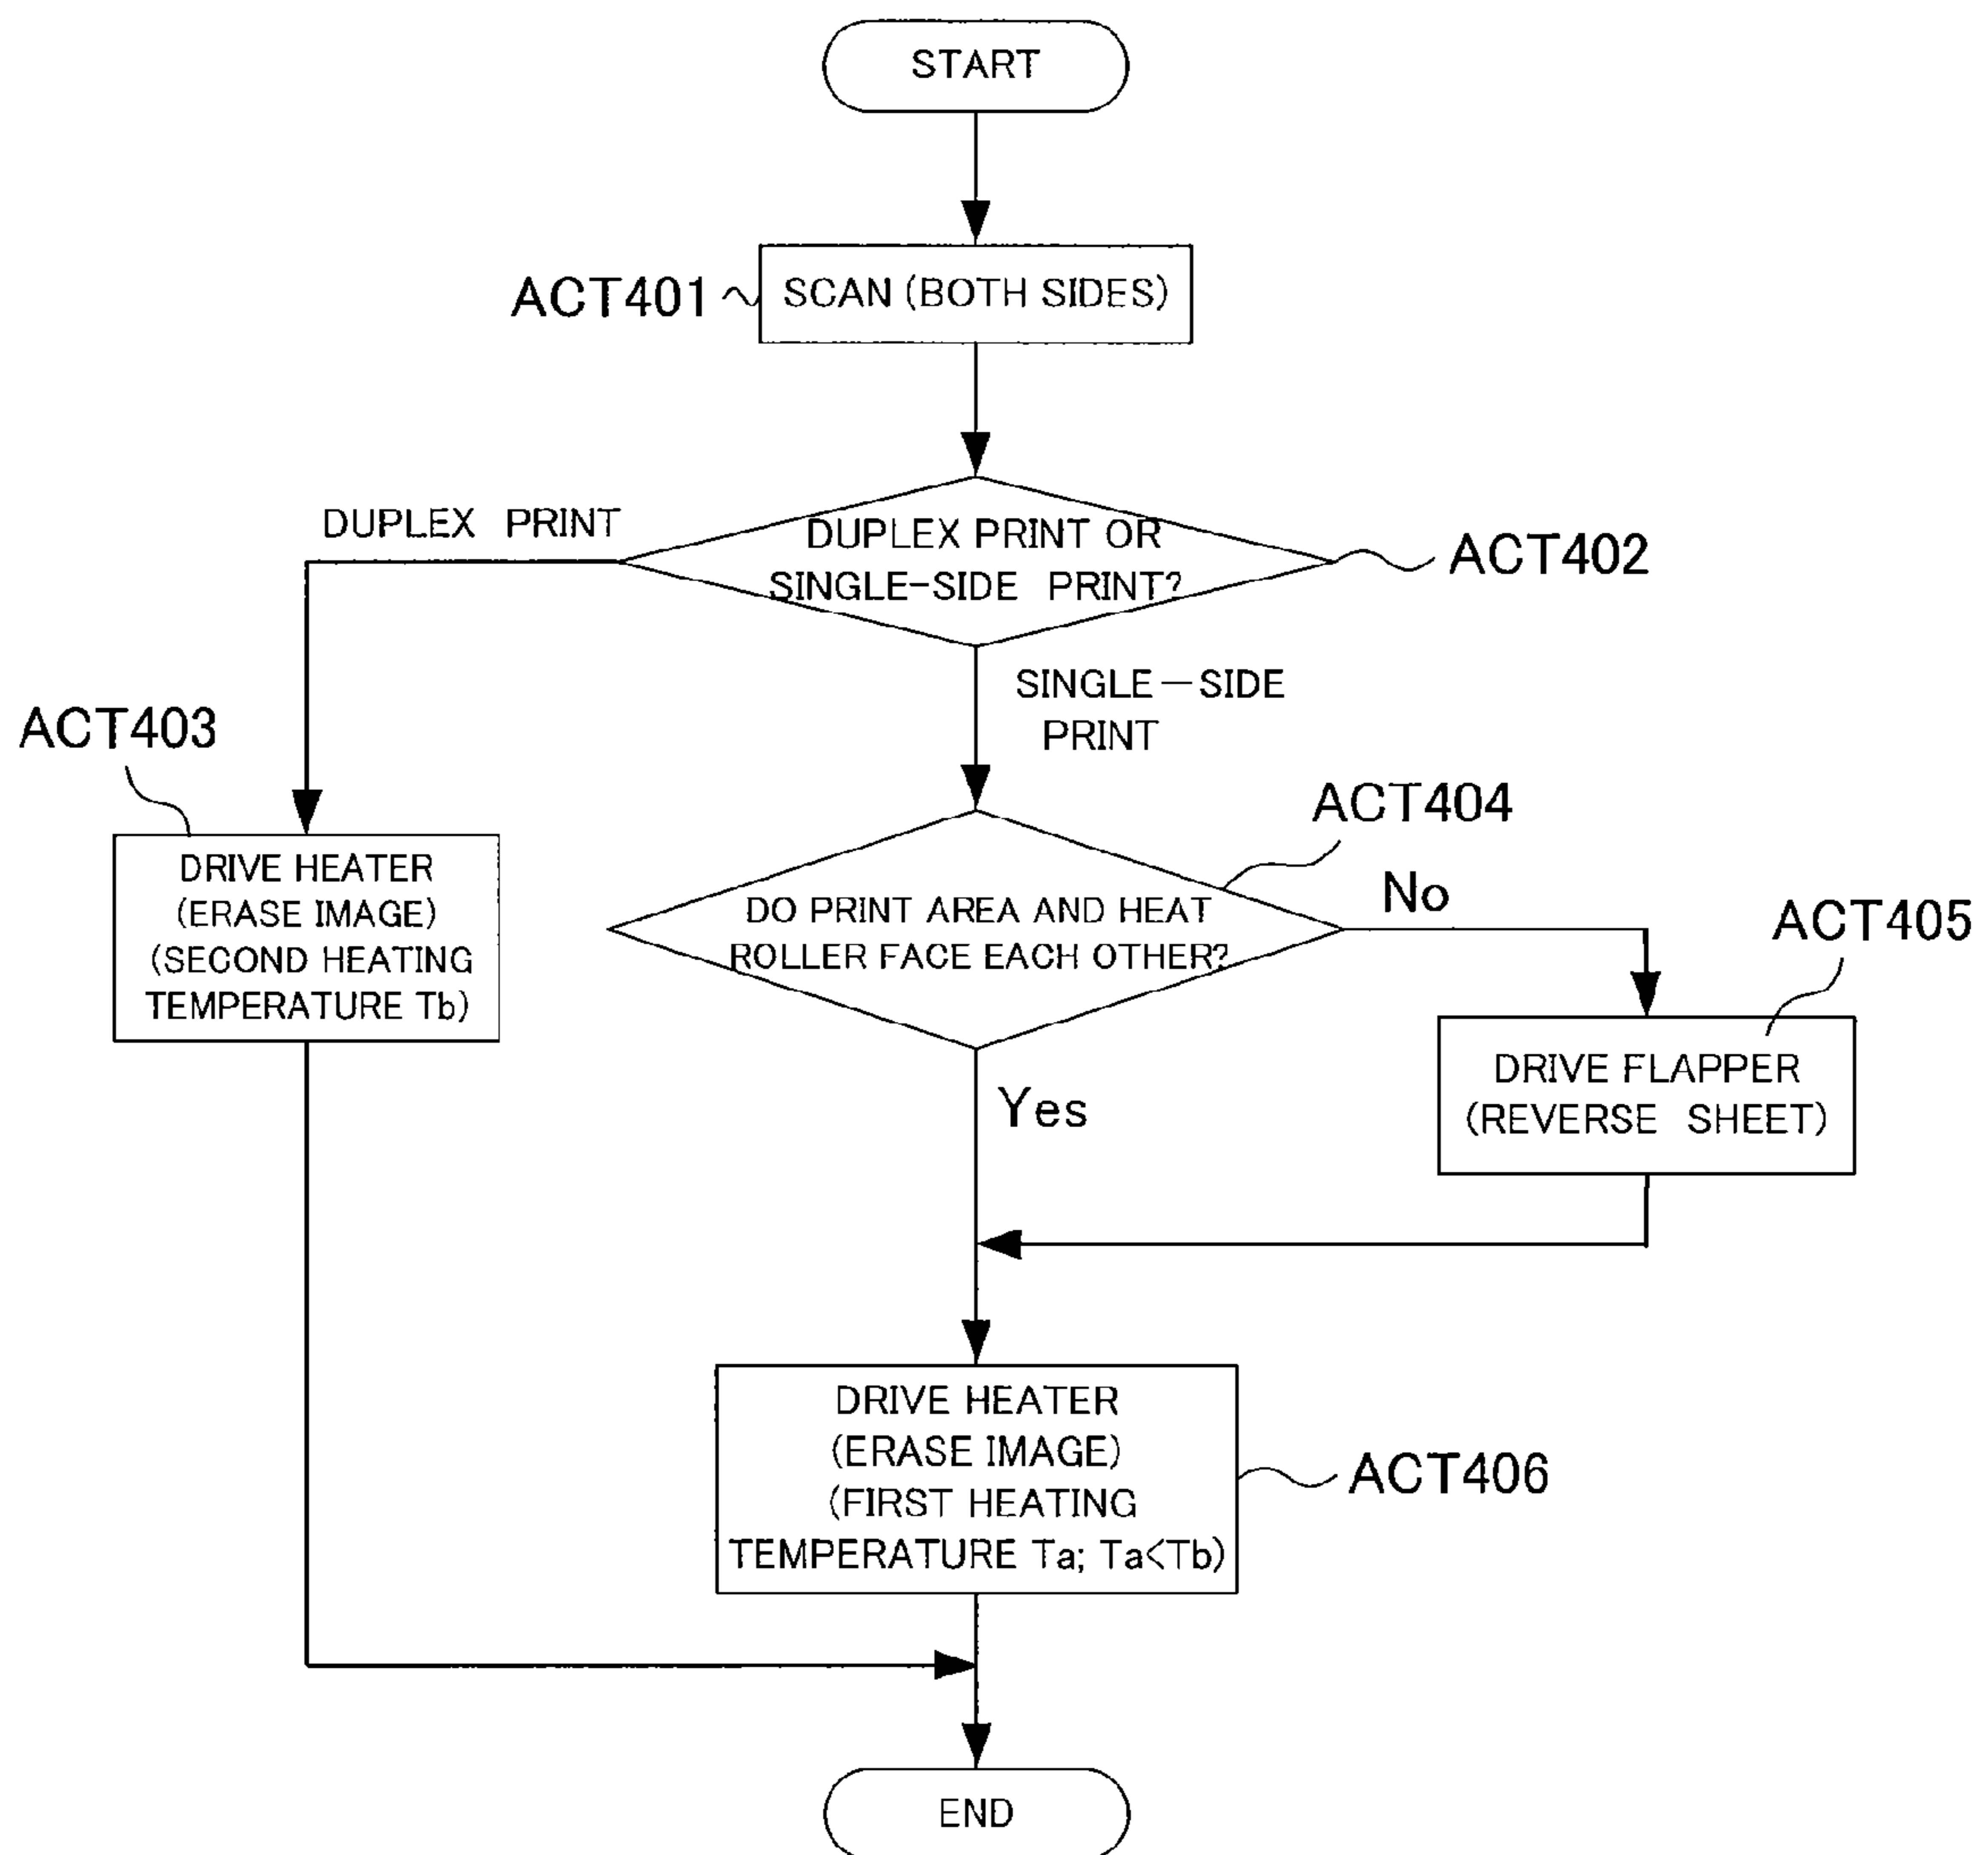 START
ACT401
SCAN (BOTH SIDES)
DUPLEX PRINT
DUPLEX PRINT OR
SINGLE-SIDE PRINT?
ACT402
SINGLE-SIDE
PRINT
ACT403
DRIVE HEATER
(ERASE IMAGE)
(SECOND HEATING
TEMPERATURE Tb)
ACT404
DO PRINT AREA AND HEAT
ROLLER FACE EACH OTHER?
No
ACT405
DRIVE FLAPPER
(REVERSE SHEET)
Yes
DRIVE HEATER
(ERASE IMAGE)
(FIRST HEATING
TEMPERATURE Ta; Ta<Tb)
ACT406
END